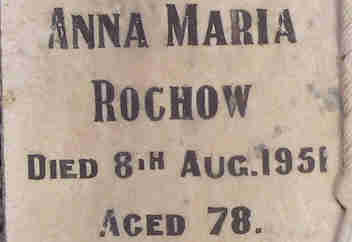 ANNA MARIA
ROCHOW
DIED 8TH AUG. 1951
AGED 78.